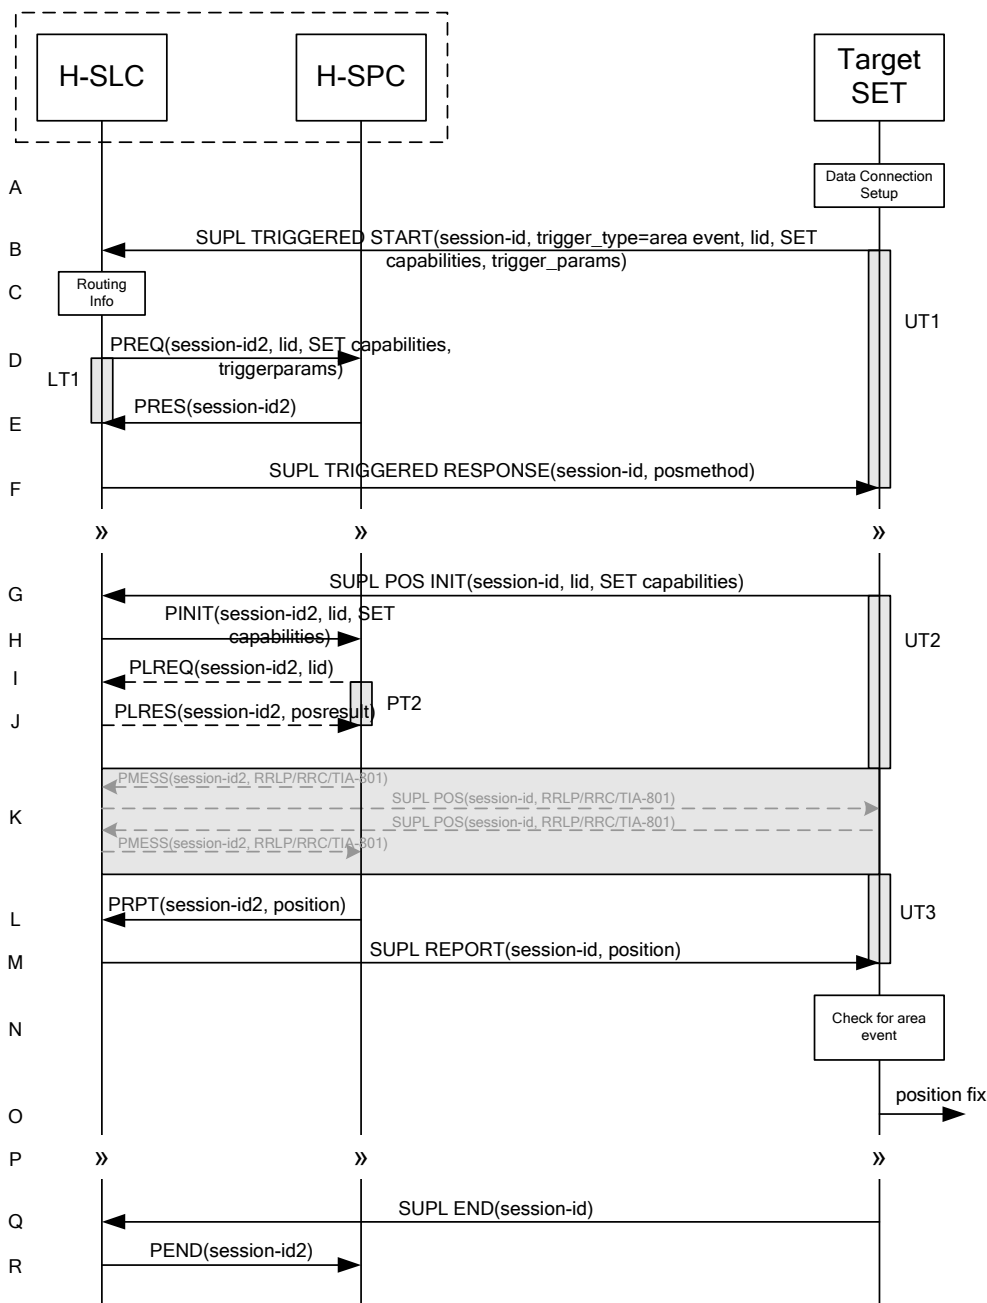 H-SLC
H-SPC
Target
SET
A
Data Connection
Setup
B
SUPL TRIGGERED START(session-id, trigger_type=area event, lid, SET
capabilities, trigger_params)
C
Routing
Info
UT1
D
PREQ(session-id2, lid, SET capabilities,
triggerparams)
LT1
E
PRES(session-id2)
F
SUPL TRIGGERED RESPONSE(session-id, posmethod)
» » »
G
SUPL POS INIT(session-id, lid, SET capabilities)
H
PINIT(session-id2, lid, SET
capabilities)
UT2
I
PLREQ(session-id2, lid)
J
PLRES(session-id2, posresult)
PT2
K
PMESS(session-id2, RRLP/RRC/TIA-801)
SUPL POS(session-id, RRLP/RRC/TIA-801)
SUPL POS(session-id, RRLP/RRC/TIA-801)
PMESS(session-id2, RRLP/RRC/TIA-801)
L
PRPT(session-id2, position)
UT3
M
SUPL REPORT(session-id, position)
N
Check for area
event
O
position fix
P
» » »
Q
SUPL END(session-id)
R
PEND(session-id2)